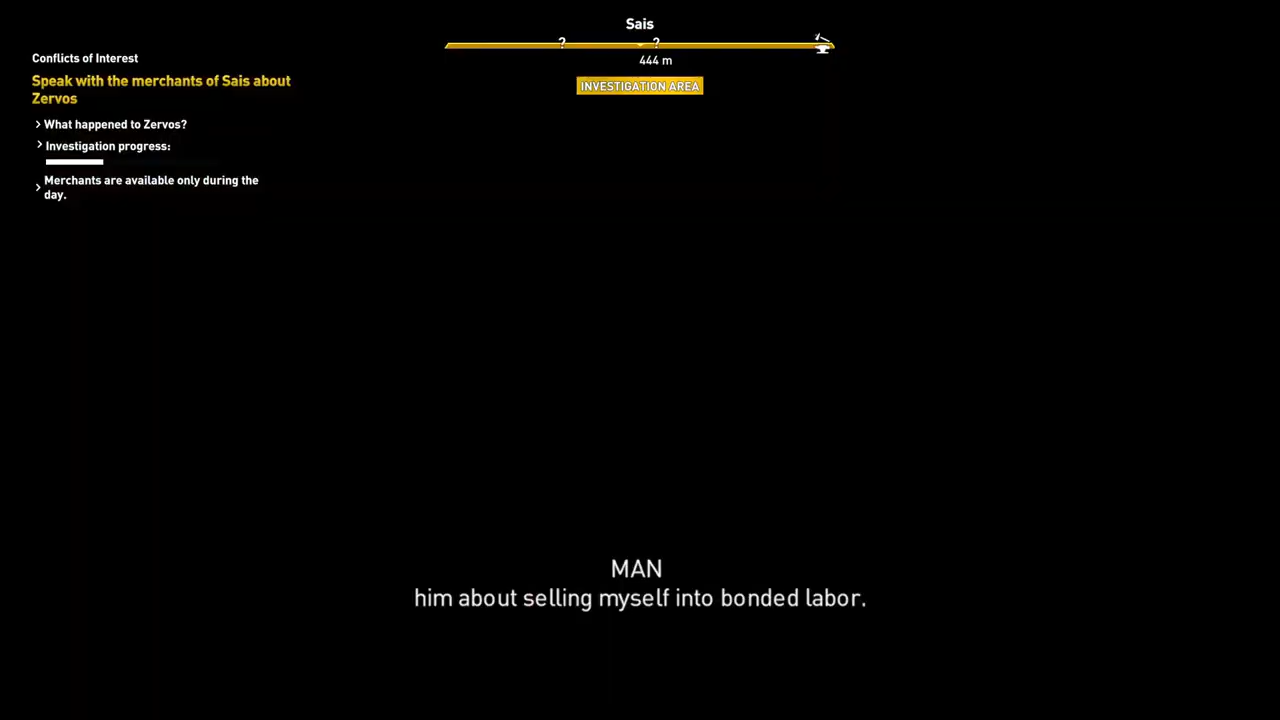 Sais
? ?
444 m
INVESTIGATION AREA
Conflicts of Interest
Speak with the merchants of Sais about
Zervos
What happened to Zervos?
Investigation progress:
Merchants are available only during the
day.
MAN
him about selling myself into bonded labor.